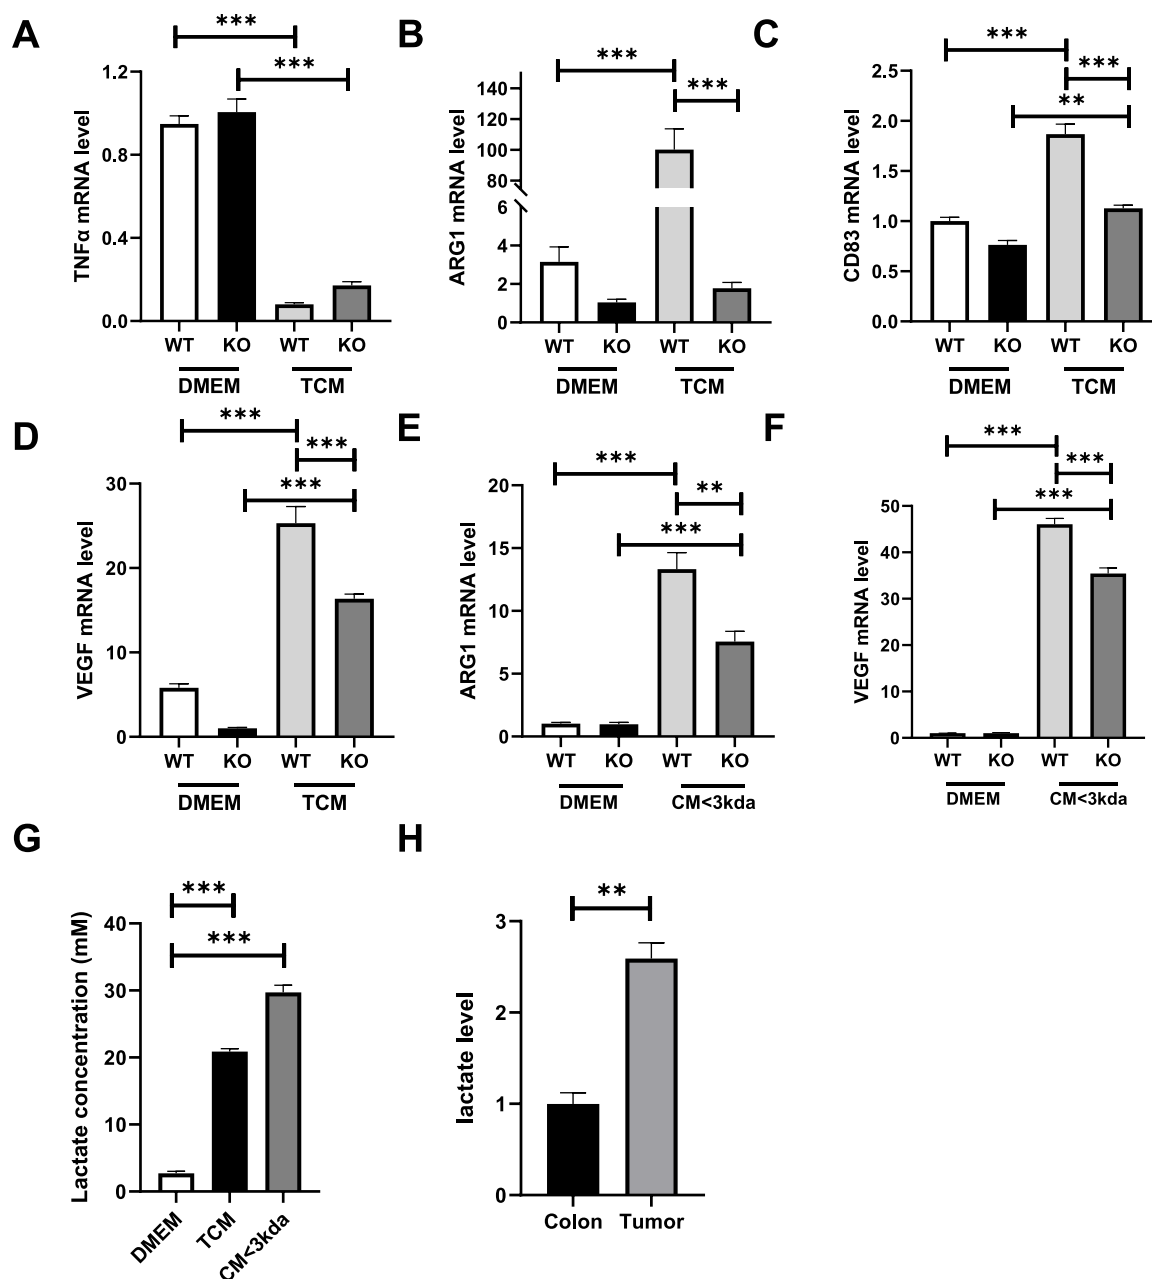 A
***
***
TNFα mRNA level
1.2
0.8
0.4
0.0
WT KO WT KO
DMEM TCM
B
***
***
ARG1 mRNA level
140
120
100
80
6
4
2
0
WT KO WT KO
DMEM TCM
C
***
***
**
CD83 mRNA level
2.5
2.0
1.5
1.0
0.5
0.0
WT KO WT KO
DMEM TCM
D
***
***
***
VEGF mRNA level
30
20
10
0
WT KO WT KO
DMEM TCM
E
***
**
***
ARG1 mRNA level
20
15
10
5
0
WT KO WT KO
DMEM CM<3kda
F
***
***
***
VEGF mRNA level
50
40
30
20
10
0
WT KO WT KO
DMEM CM<3kda
G
***
***
Lactate concentration (mM)
40
30
20
10
0
DMEM TCM CM<3kda
H
**
lactate level
3
2
1
0
Colon Tumor